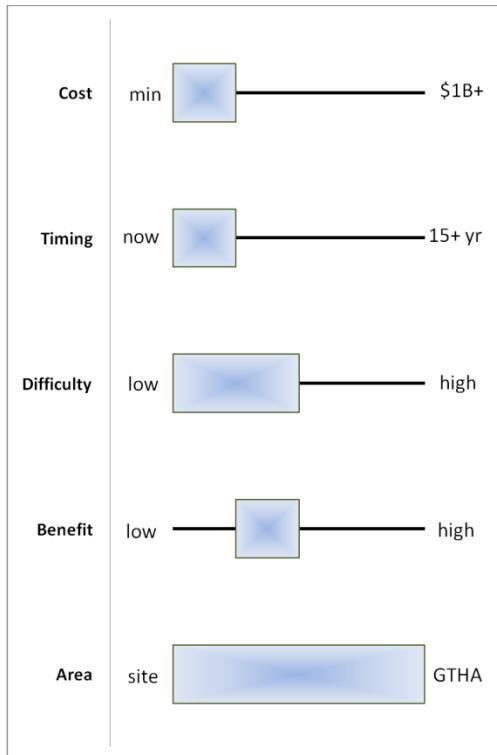 Cost min $1B+
Timing now 15+ yr
Difficulty low high
Benefit low high
Area site GTHA